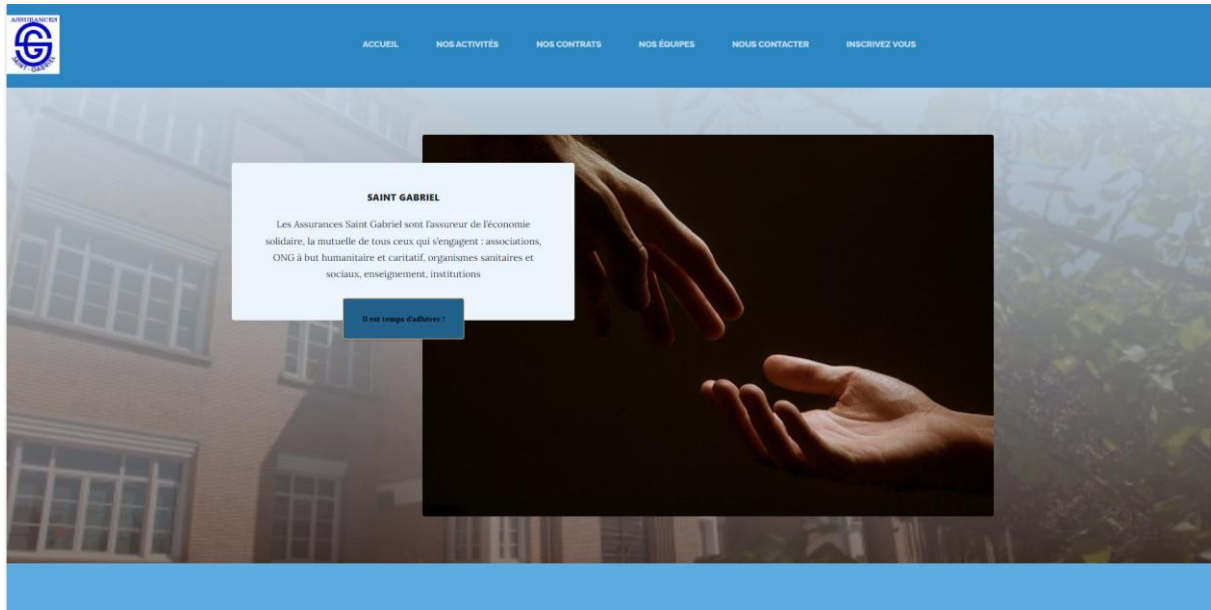 ASSURANCES
SG
SAINT-GABRIEL
ACCUEIL
NOS ACTIVITÉS
NOS CONTRATS
NOS ÉQUIPES
NOUS CONTACTER
INSCRIVEZ VOUS
SAINT GABRIEL
Les Assurances Saint Gabriel sont l'assureur de l'économie
solidaire, la mutuelle de tous ceux qui s'engagent : associations,
ONG à but humanitaire et caritatif, organismes sanitaires et
sociaux, enseignement, institutions
Il est temps d'adhérer !